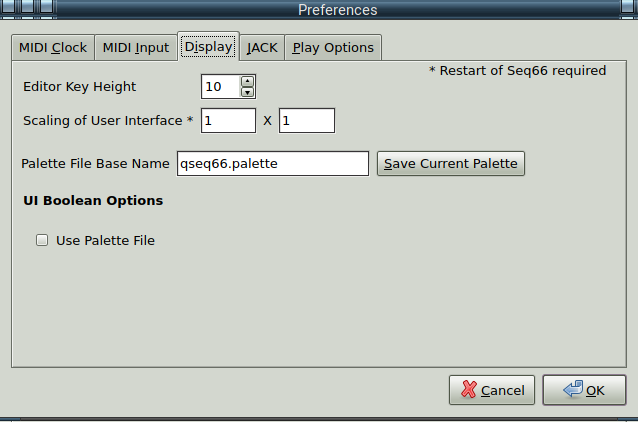 Preferences
MIDI Clock MIDI Input Display JACK Play Options
* Restart of Seq66 required
Editor Key Height 10
Scaling of User Interface * 1 X 1
Palette File Base Name qseq66.palette Save Current Palette
UI Boolean Options
Use Palette File
Cancel OK